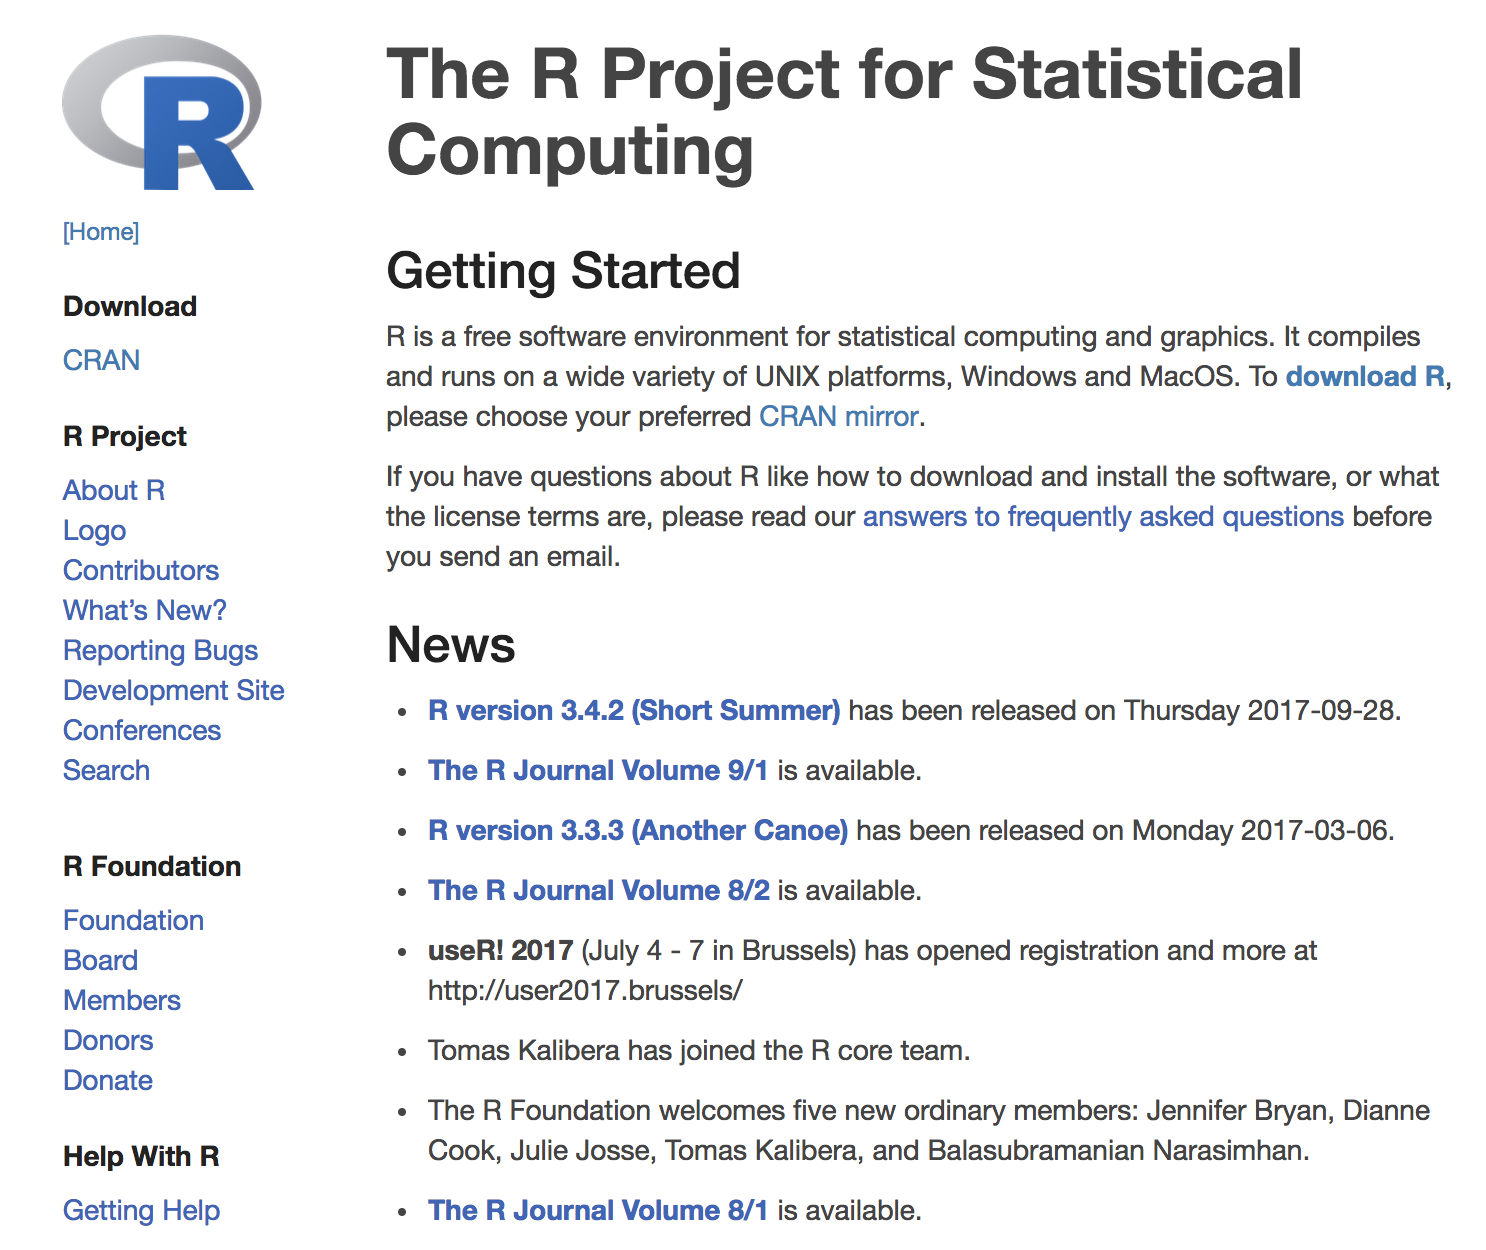 R
[Home]
Download
CRAN
R Project
About R
Logo
Contributors
What’s New?
Reporting Bugs
Development Site
Conferences
Search
R Foundation
Foundation
Board
Members
Donors
Donate
Help With R
Getting Help
The R Project for Statistical
Computing
Getting Started
R is a free software environment for statistical computing and graphics. It compiles
and runs on a wide variety of UNIX platforms, Windows and MacOS. To download R,
please choose your preferred CRAN mirror.
If you have questions about R like how to download and install the software, or what
the license terms are, please read our answers to frequently asked questions before
you send an email.
News
• R version 3.4.2 (Short Summer) has been released on Thursday 2017-09-28.
• The R Journal Volume 9/1 is available.
• R version 3.3.3 (Another Canoe) has been released on Monday 2017-03-06.
• The R Journal Volume 8/2 is available.
• useR! 2017 (July 4 - 7 in Brussels) has opened registration and more at
http://user2017.brussels/
• Tomas Kalibera has joined the R core team.
• The R Foundation welcomes five new ordinary members: Jennifer Bryan, Dianne
Cook, Julie Josse, Tomas Kalibera, and Balasubramanian Narasimhan.
• The R Journal Volume 8/1 is available.